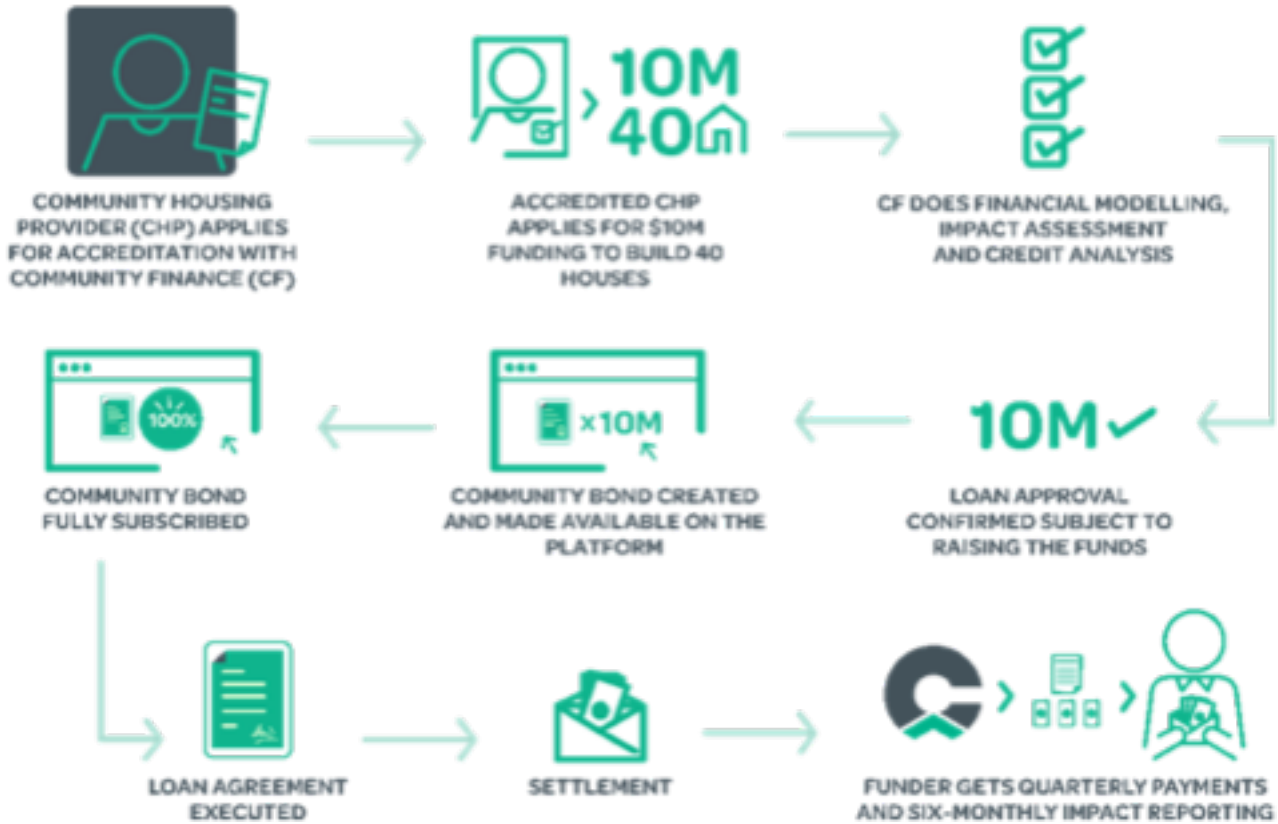 10M
40
COMMUNITY HOUSING
PROVIDER (CHP) APPLIES
FOR ACCREDITATION WITH
COMMUNITY FINANCE (CF)
ACCREDITED CHP
APPLIES FOR $10M
FUNDING TO BUILD 40
HOUSES
CF DOES FINANCIAL MODELLING,
IMPACT ASSESSMENT
AND CREDIT ANALYSIS
10M
LOAN APPROVAL
CONFIRMED SUBJECT TO
RAISING THE FUNDS
×10M
COMMUNITY BOND CREATED
AND MADE AVAILABLE ON THE
PLATFORM
100%
COMMUNITY BOND
FULLY SUBSCRIBED
LOAN AGREEMENT
EXECUTED
SETTLEMENT
FUNDER GETS QUARTERLY PAYMENTS
AND SIX-MONTHLY IMPACT REPORTING